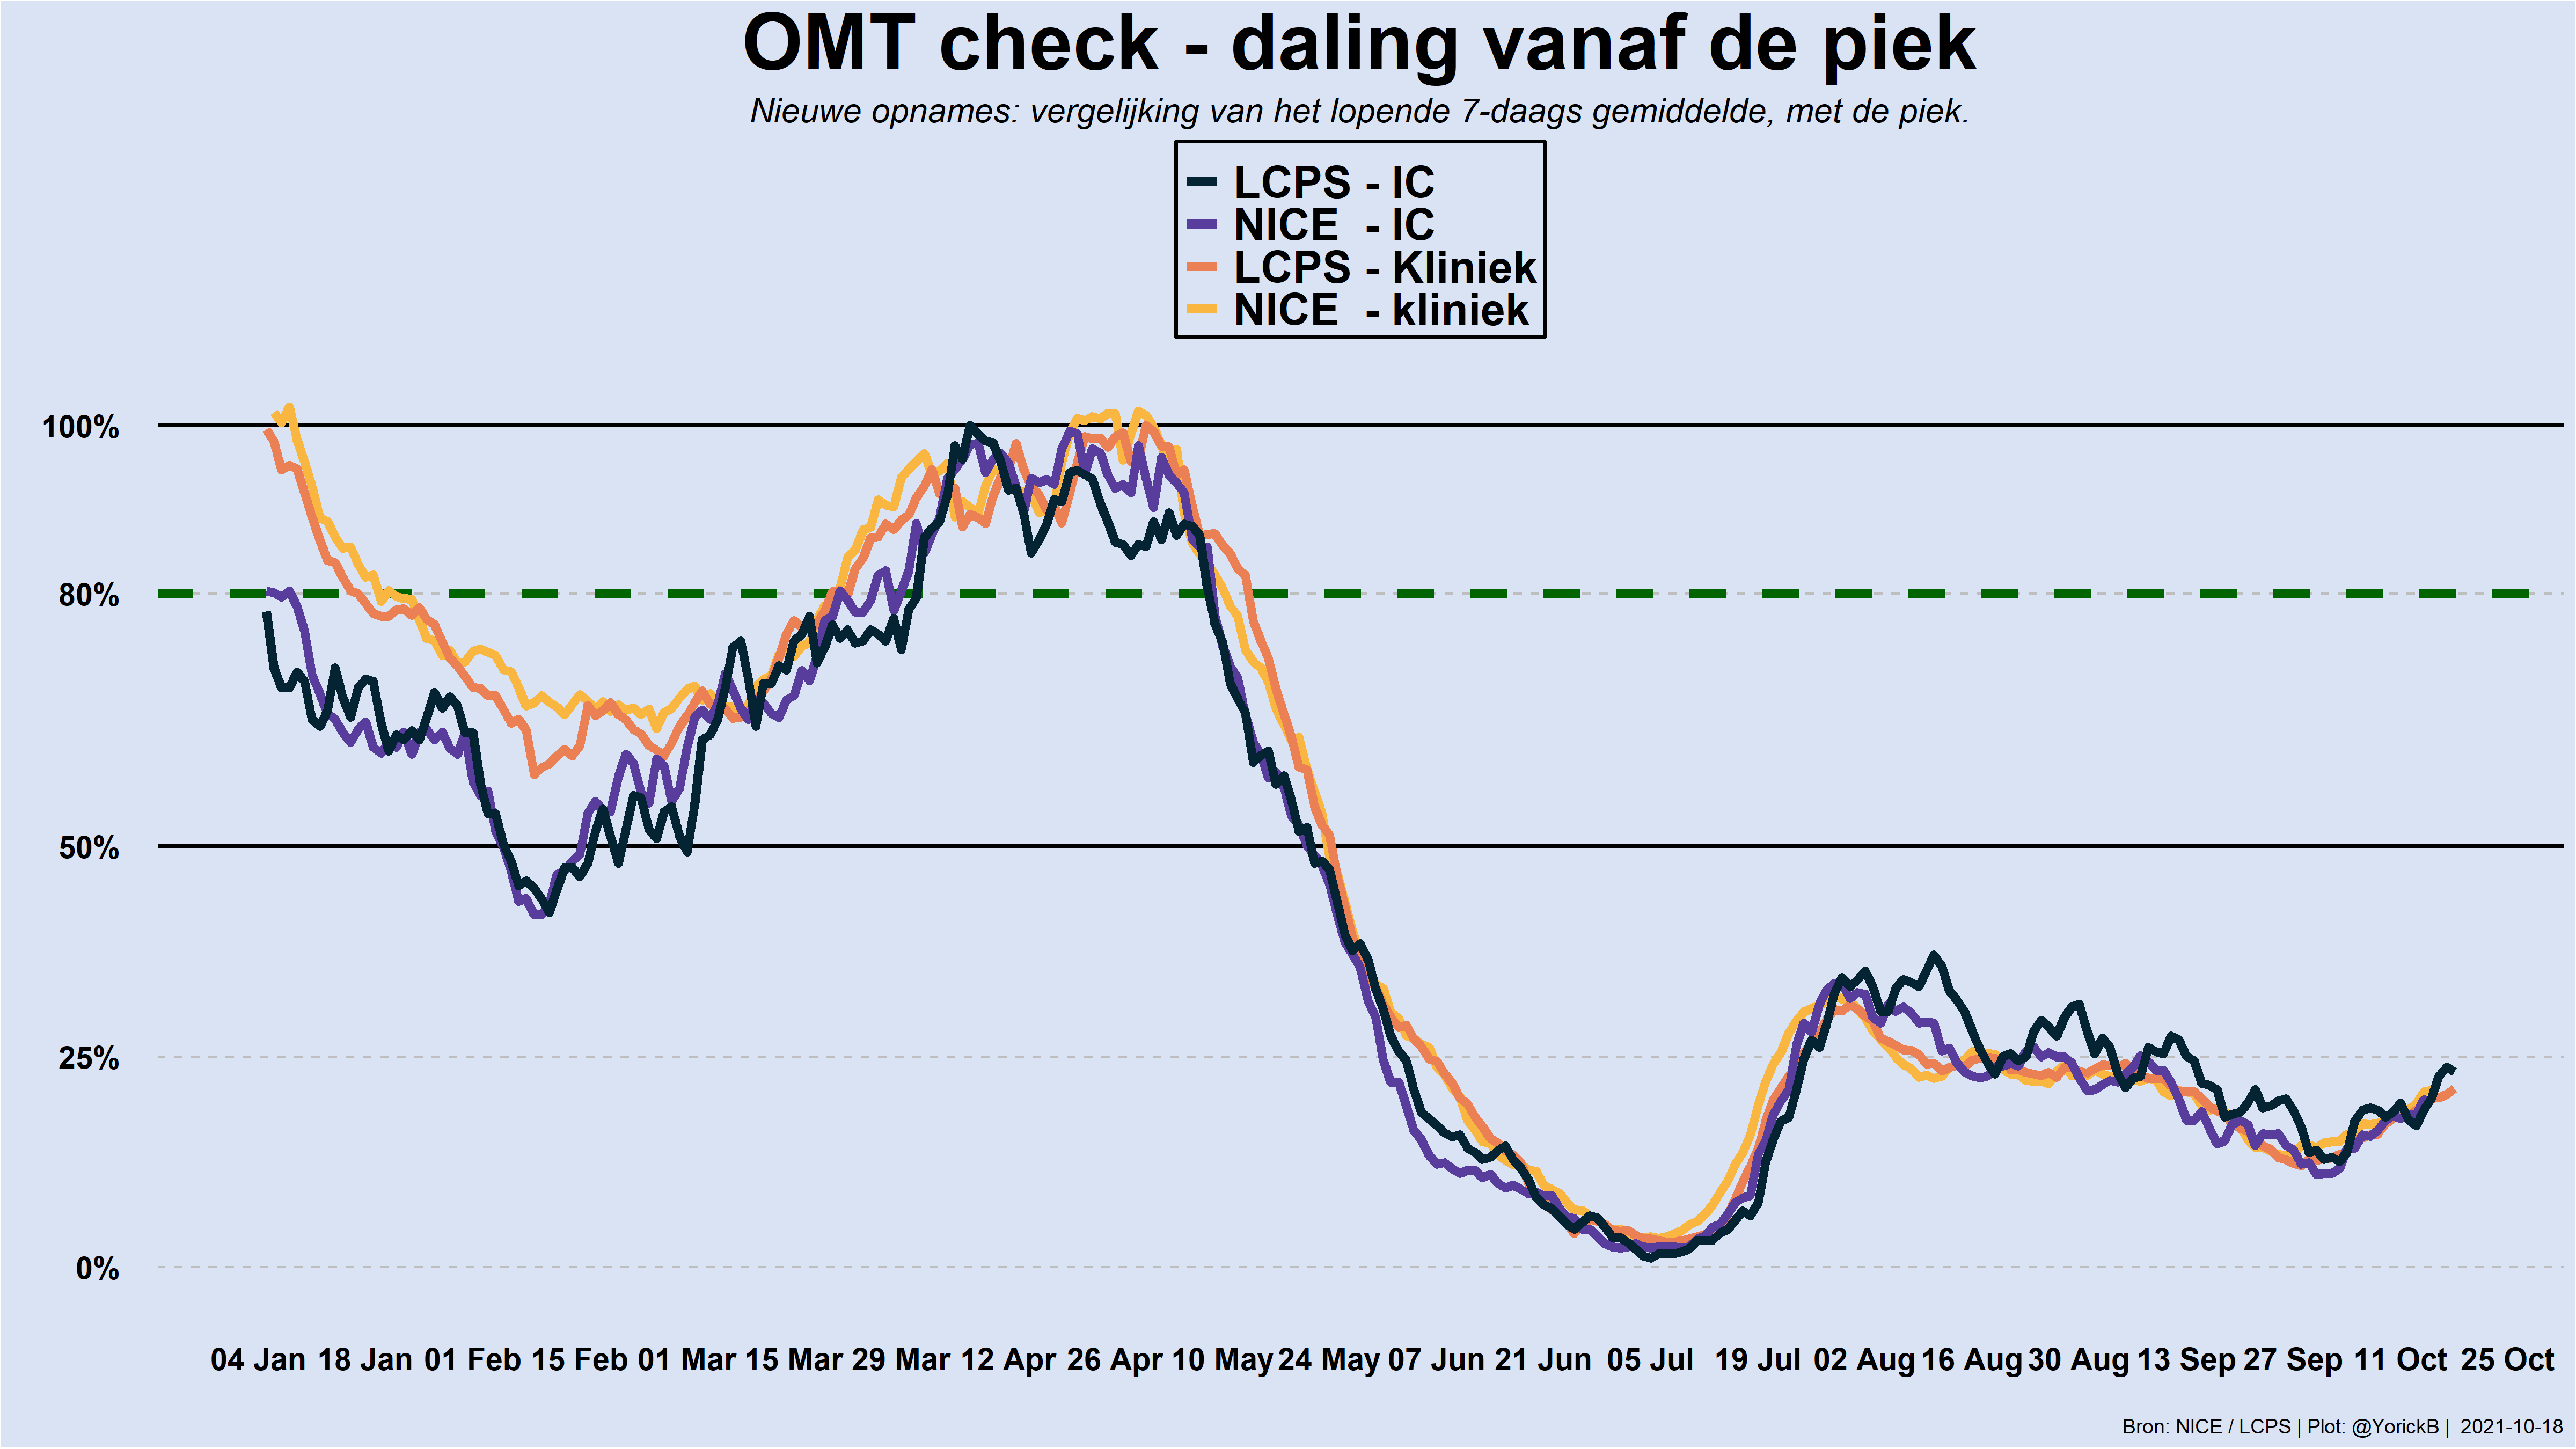 OMT check - daling vanaf de piek
Nieuwe opnames: vergelijking van het lopende 7-daags gemiddelde, met de piek.
LCPS - IC
NICE - IC
LCPS - Kliniek
NICE - kliniek
100%
80%
50%
25%
0%
04 Jan 18 Jan 01 Feb 15 Feb 01 Mar 15 Mar 29 Mar 12 Apr 26 Apr 10 May 24 May 07 Jun 21 Jun 05 Jul 19 Jul 02 Aug 16 Aug 30 Aug 13 Sep 27 Sep 11 Oct 25 Oct
Bron: NICE / LCPS | Plot: @YorickB | 2021-10-18